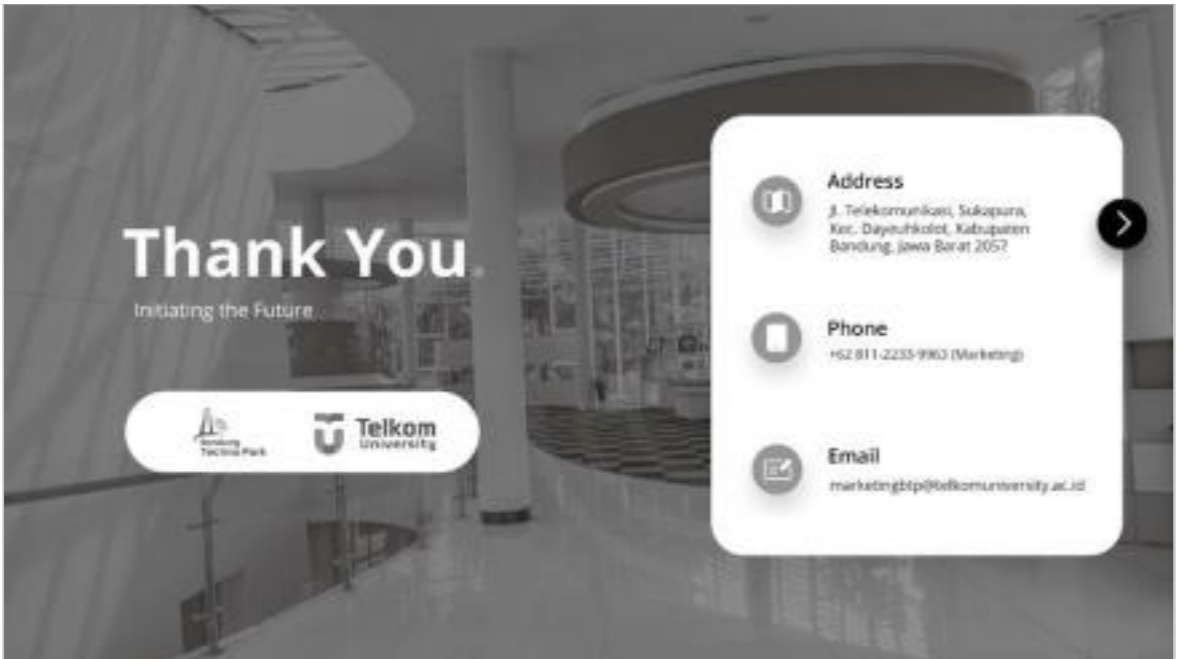 Thank You.
Initiating the Future
Bandung
Techno Park
Telkom
University
Address
Jl. Telekomunikasi, Sukapura,
Kec. Dayeuhkolot, Kabupaten
Bandung, Jawa Barat 2057
Phone
+62 811-2233-9963 (Marketing)
Email
marketingbtp@telkomuniversity.ac.id